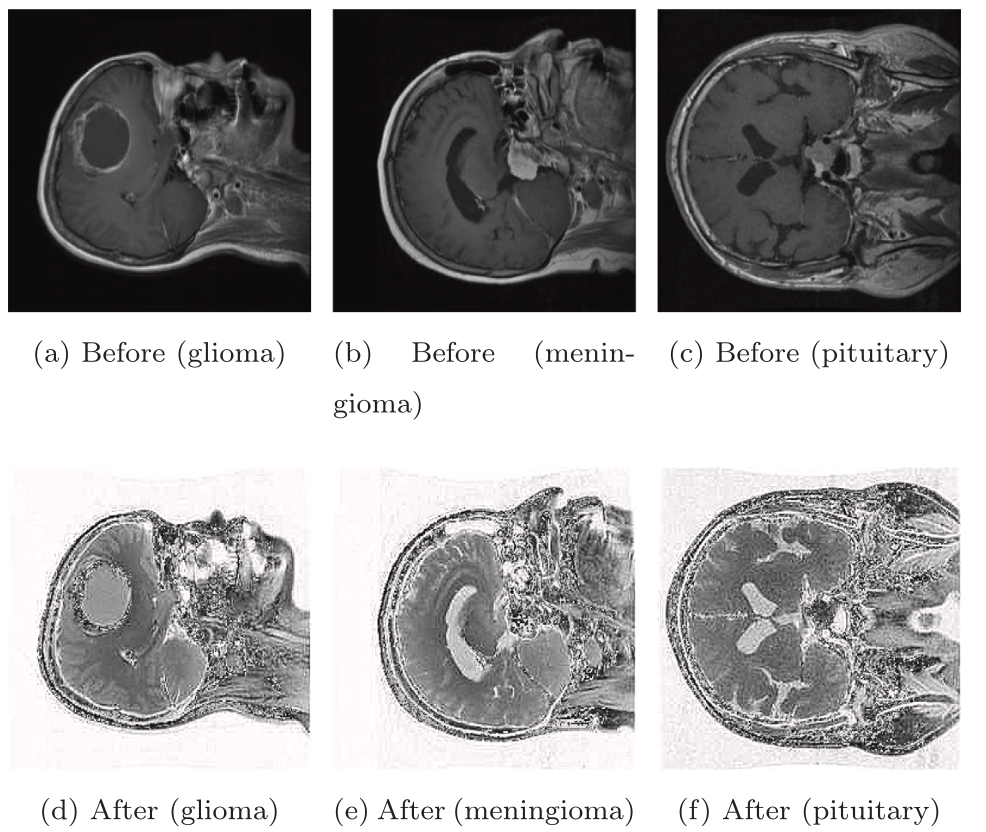 (a) Before (glioma)
(b) Before (menin-
gioma)
(c) Before (pituitary)
(d) After (glioma)
(e) After (meningioma)
(f) After (pituitary)